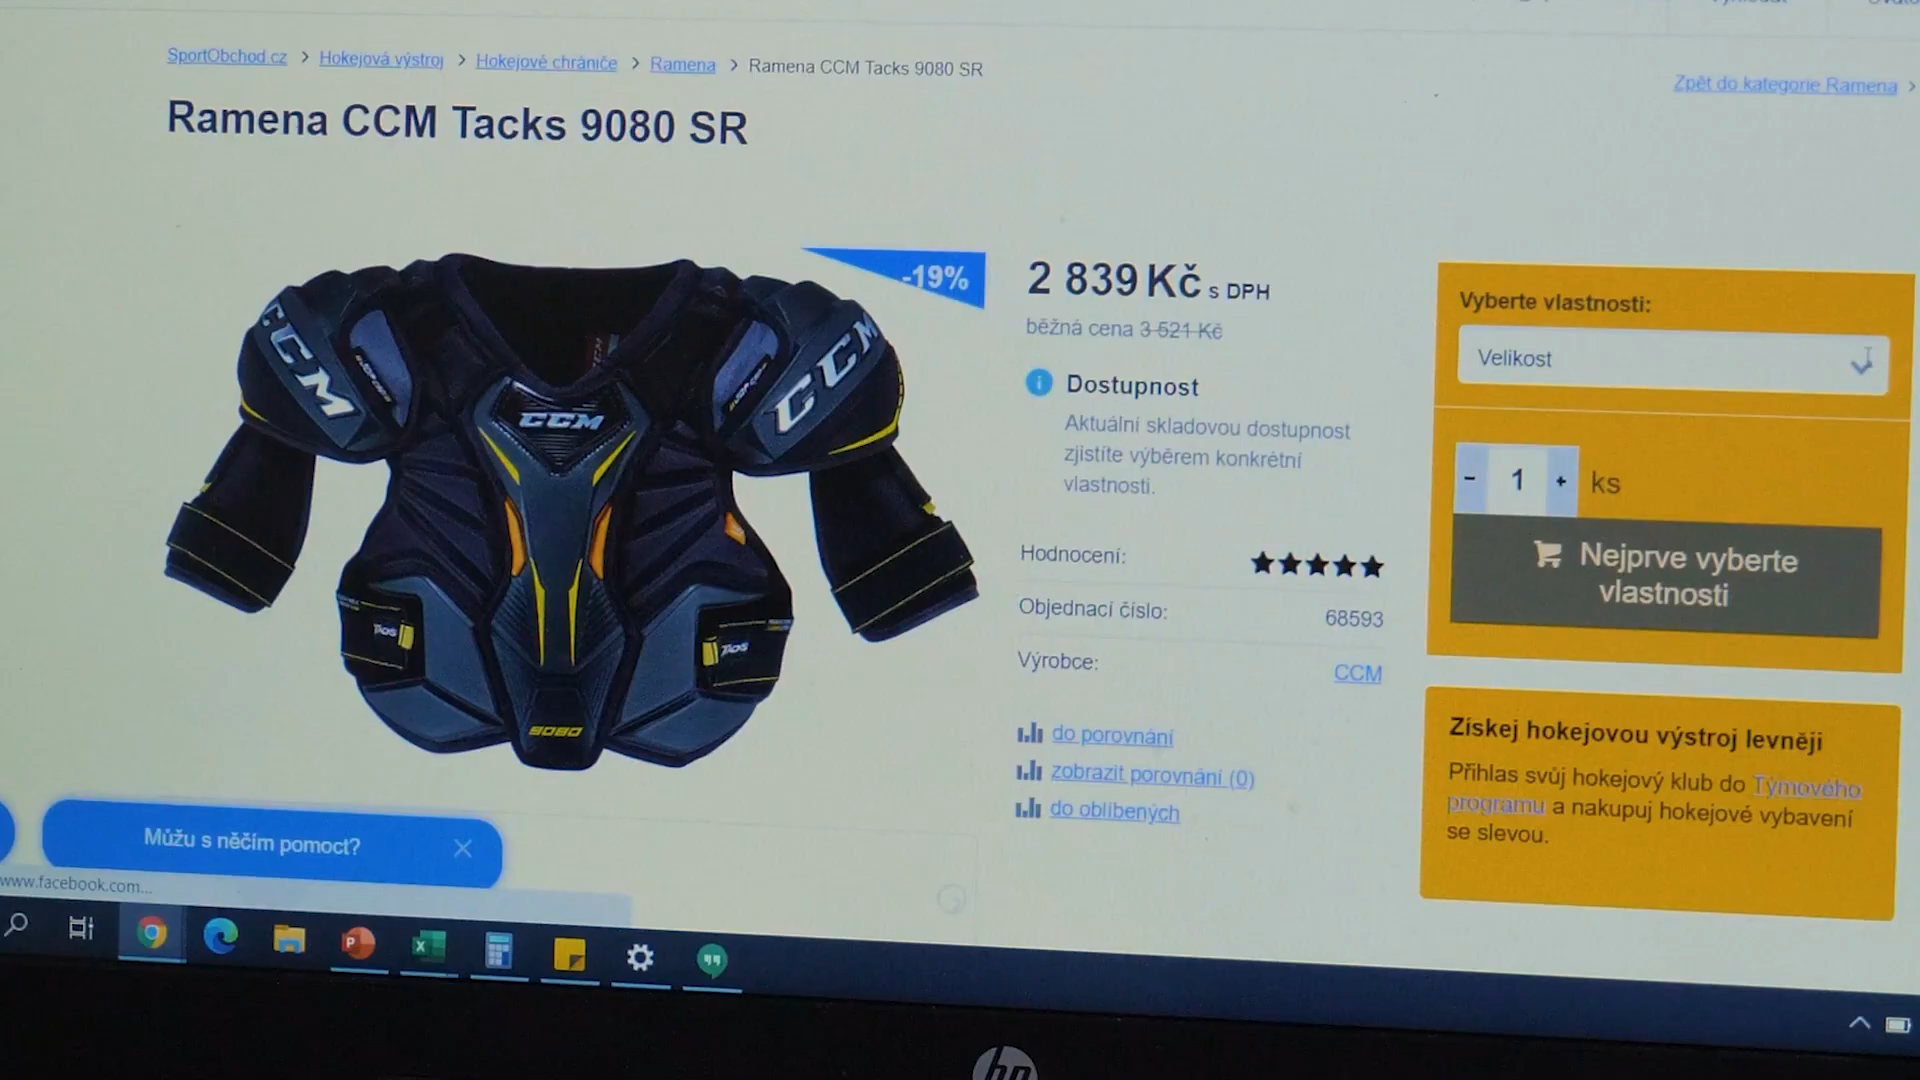 SportObchod.cz > Hokejová výstroj > Hokejové chrániče > Ramena > Ramena CCM Tacks 9080 SR
Zpět do kategorie Ramena >
Ramena CCM Tacks 9080 SR
-19%
CCM
CCM
CCM
TACKS
TACKS
9080
2 839 Kč s DPH
běžná cena 3 521 Kč
Dostupnost
Aktuální skladovou dostupnost
zjistíte výběrem konkrétní
vlastnosti.
Hodnocení: ★★★★★
Objednací číslo: 68593
Výrobce: CCM
do porovnání
zobrazit porovnání (0)
do oblíbených
Vyberte vlastnosti:
Velikost
- 1 + ks
Nejprve vyberte
vlastnosti
Získej hokejovou výstroj levněji
Přihlas svůj hokejový klub do Týmového
programu a nakupuj hokejové vybavení
se slevou.
Můžu s něčím pomoct? ×
www.facebook.com...
hp